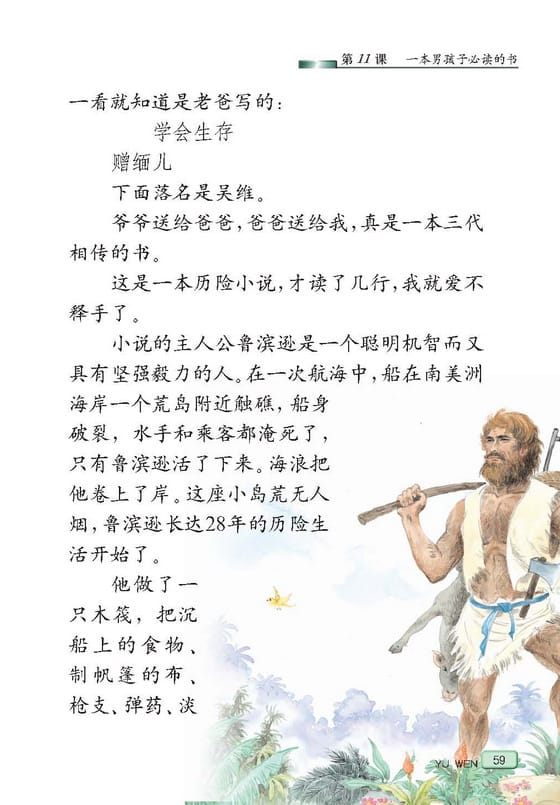 第11课 一本男孩子必读的书
一看就知道是老爸写的：
学会生存
赠缅儿
下面落名是吴维。
爷爷送给爸爸，爸爸送给我，真是一本三代
相传的书。
这是一本历险小说，才读了几行，我就爱不
释手了。
小说的主人公鲁滨逊是一个聪明机智而又
具有坚强毅力的人。在一次航海中，船在南美洲
海岸一个荒岛附近触礁，船身
破裂，水手和乘客都淹死了，
只有鲁滨逊活了下来。海浪把
他卷上了岸。这座小岛荒无人
烟，鲁滨逊长达28年的历险生
活开始了。
他做了一
只木筏，把沉
船上的食物、
制帆篷的布、
枪支、弹药、淡
YU WEN 59